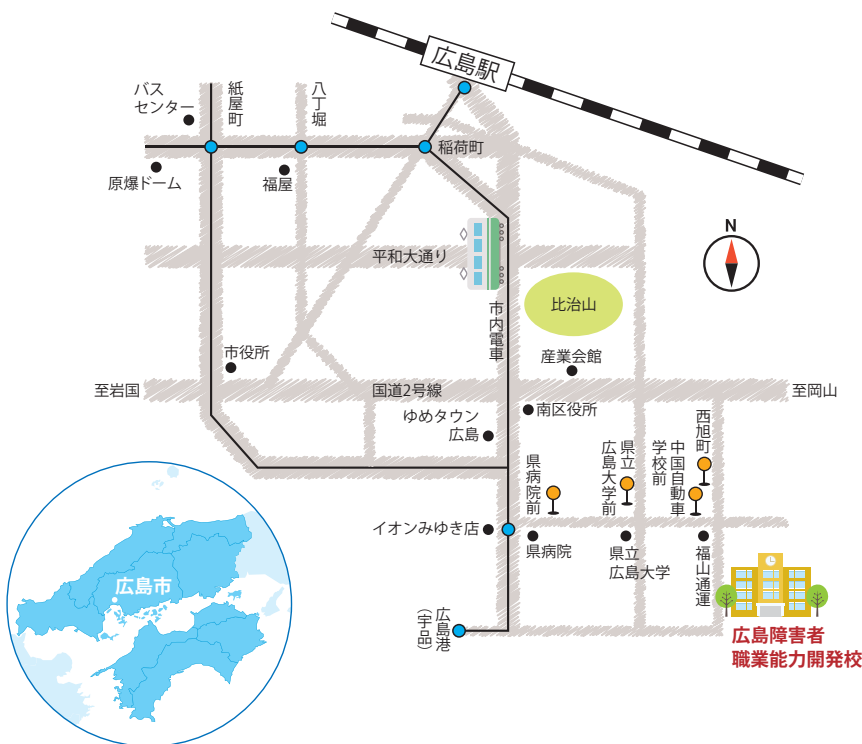 広島駅
バス
センター
紙屋町
八丁堀
稲荷町
原爆ドーム
福屋
N
平和大通り
比治山
市内電車
市役所
産業会館
至岩国
国道2号線
至岡山
ゆめタウン
広島
南区役所
西旭町
中国自動車
学校前
県立
広島大学前
県病院前
イオンみゆき店
県病院
県立
広島大学
福山通運
広島市
広島港
(宇品)
広島障害者
職業能力開発校